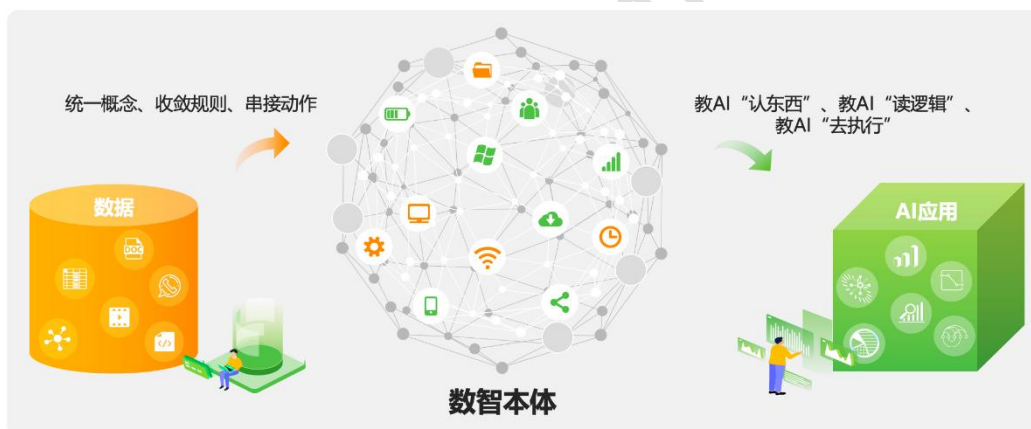 统一概念、收敛规则、串接动作
教AI“认东西”、教AI“读逻辑”、
教AI“去执行”
数据
DOC
AI应用
数智本体